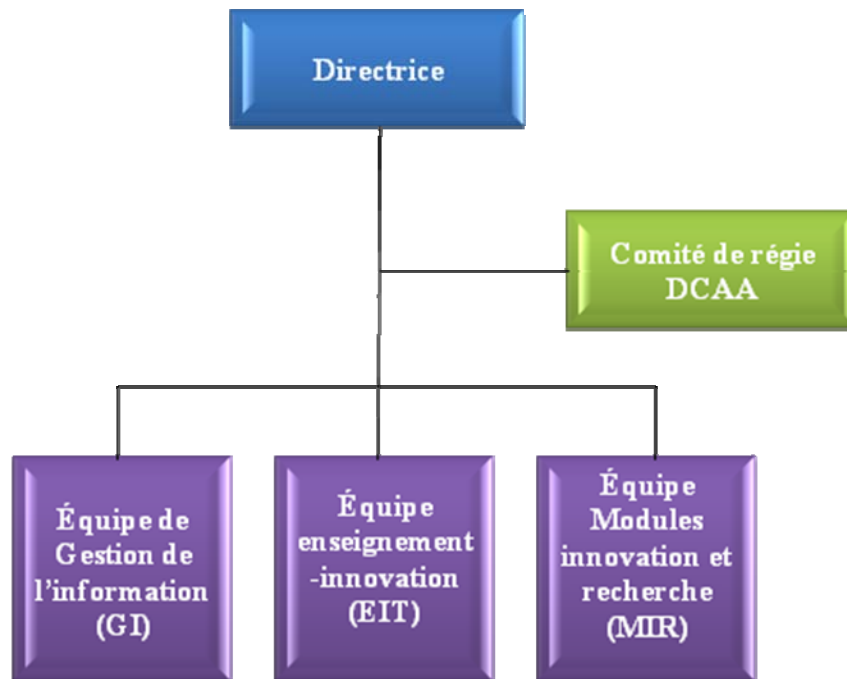 Directrice
Comité de régie
DCAA
Équipe de
Gestion de
l'information
(GI)
Équipe
enseignement
-innovation
(EIT)
Équipe
Modules
innovation et
recherche
(MIR)